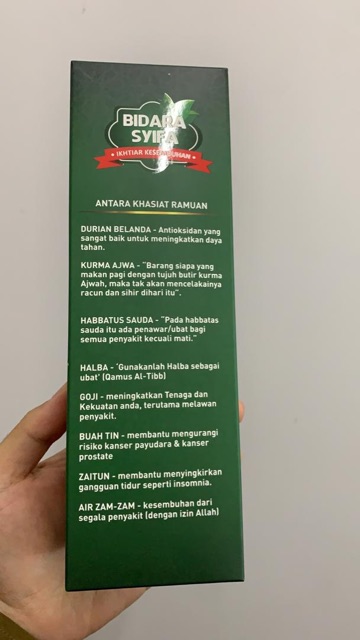 BIDARA
SYIFA
• IKHTIAR KESEMBUHAN •
ANTARA KHASIAT RAMUAN
DURIAN BELANDA - Antioksidan yang
sangat baik untuk meningkatkan daya
tahan.
KURMA AJWA - "Barang siapa yang
makan pagi dengan tujuh butir kurma
Ajwah, maka tak akan mencelakainya
racun dan sihir dihari itu".
HABBATUS SAUDA - "Pada habbatas
sauda itu ada penawar/ubat bagi
semua penyakit kecuali mati."
HALBA - 'Gunakanlah Halba sebagai
ubat' (Qamus Al-Tibb)
GOJI - meningkatkan Tenaga dan
Kekuatan anda, terutama melawan
penyakit.
BUAH TIN - membantu mengurangi
risiko kanser payudara & kanser
prostate
ZAITUN - membantu menyingkirkan
gangguan tidur seperti insomnia.
AIR ZAM-ZAM - kesembuhan dari
segala penyakit (dengan izin Allah)